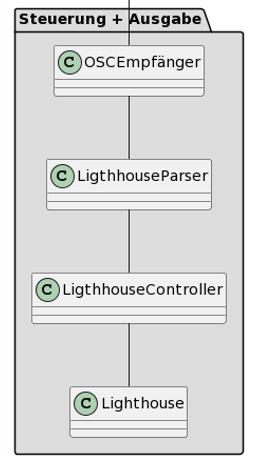 Steuerung + Ausgabe
C OSCEmpfänger
C LigthhouseParser
C LigthhouseController
C Lighthouse